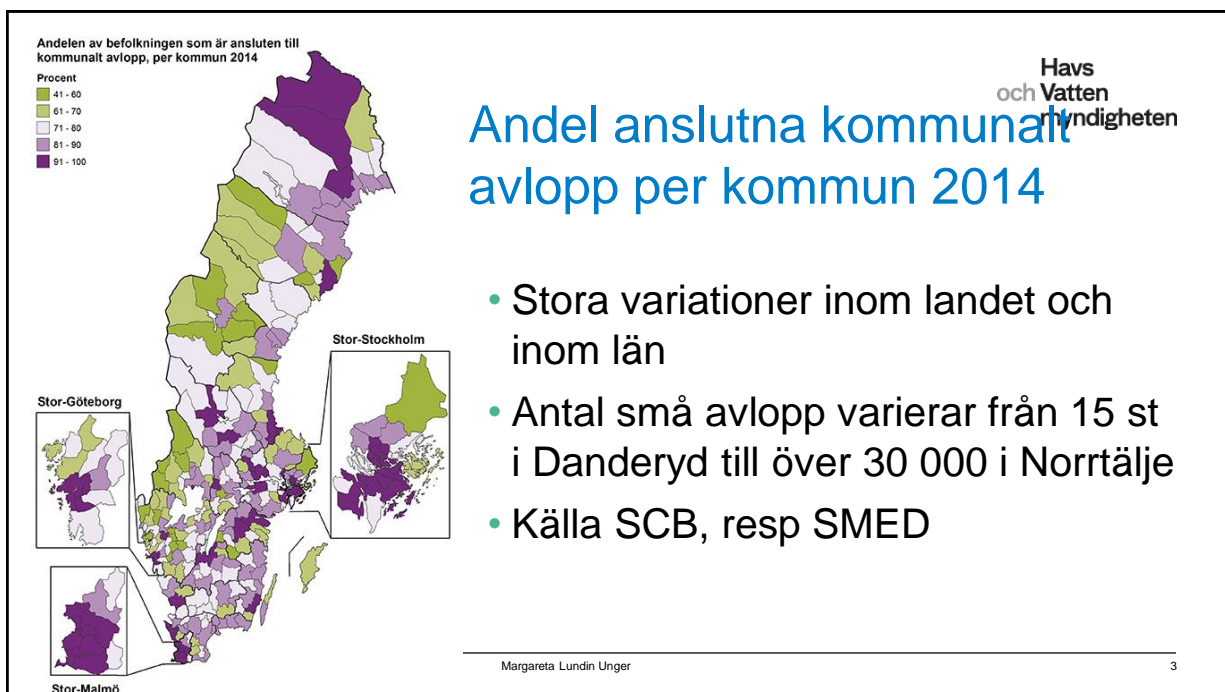 Andelen av befolkningen som är ansluten till
kommunalt avlopp, per kommun 2014
Procent
41 - 60
61 - 70
71 - 80
81 - 90
91 - 100
Stor-Stockholm
Stor-Göteborg
Stor-Malmö
Havs
och Vatten
myndigheten
Andel anslutna kommunalt
avlopp per kommun 2014
• Stora variationer inom landet och
inom län
• Antal små avlopp varierar från 15 st
i Danderyd till över 30 000 i Norrtälje
• Källa SCB, resp SMED
Margareta Lundin Unger
3